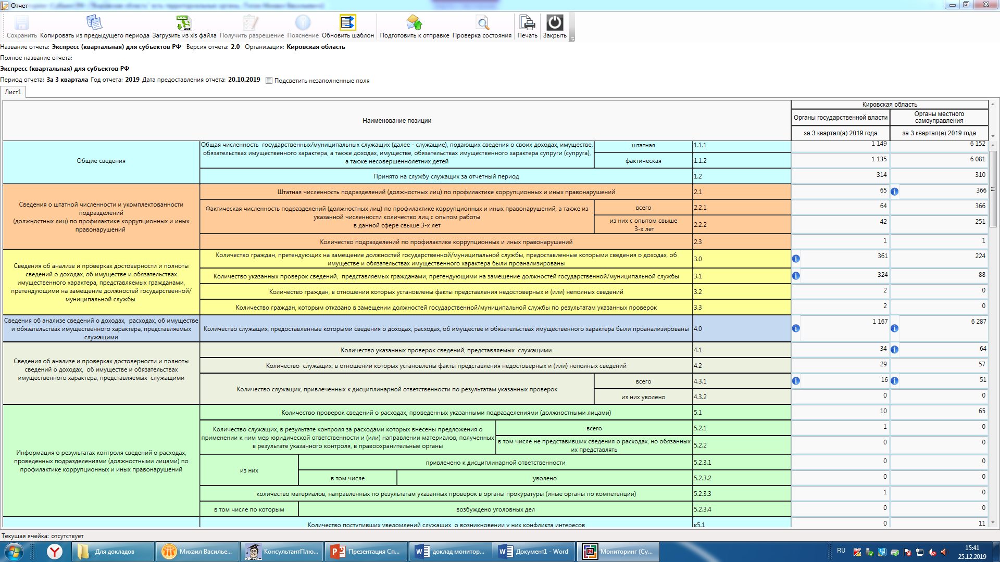 Отчет
Сохранить Копировать из предыдущего периода Загрузить из xls файла Получить разрешение Пояснение Обновить шаблон Подготовить к отправке Проверка состояния Печать Закрыть
Название отчета: Экспресс (квартальная) для субъектов РФ Версия отчета: 2.0 Организация: Кировская область
Полное название отчета:
Экспресс (квартальная) для субъектов РФ
Период отчета: За 3 квартала Год отчета: 2019 Дата предоставления отчета: 20.10.2019 Подсветить незаполненные поля
Лист1
Наименование позиции
Кировская область
Органы государственной власти
Органы местного
самоуправления
за 3 квартал(а) 2019 года за 3 квартал(а) 2019 года
Общие сведения
Общая численность государственных/муниципальных служащих (далее - служащие), подающих сведения о своих доходах, имуществе,
обязательствах имущественного характера, а также доходах, имуществе, обязательствах имущественного характера супруги (супруга),
а также несовершеннолетних детей
штатная 1.1.1 1 149 6 152
фактическая 1.1.2 1 135 6 081
Принято на службу служащих за отчетный период 1.2 314 310
Сведения о штатной численности и укомплектованности
подразделений
(должностных лиц) по профилактике коррупционных и иных
правонарушений
Штатная численность подразделений (должностных лиц) по профилактике коррупционных и иных правонарушений 2.1 65 366
Фактическая численность подразделений (должностных лиц) по профилактике коррупционных и иных правонарушений, а также из
указанной численности количество лиц с опытом работы
в данной сфере свыше 3-х лет
всего 2.2.1 64 366
из них с опытом свыше
3-х лет
2.2.2 42 251
Количество подразделений по профилактике коррупционных и иных правонарушений 2.3 1 1
Сведения об анализе и проверках достоверности и полноты
сведений о доходах, об имуществе и обязательствах
имущественного характера, представляемых гражданами,
претендующими на замещение должностей государственной/
муниципальной службы
Количество граждан, претендующих на замещение должностей государственной/муниципальной службы, предоставленные которыми сведения о доходах, об
имуществе и обязательствах имущественного характера были проанализированы
3.0 361 224
Количество указанных проверок сведений, представляемых гражданами, претендующими на замещение должностей государственной/муниципальной службы 3.1 324 88
Количество граждан, в отношении которых установлены факты представления недостоверных и (или) неполных сведений 3.2 2 0
Количество граждан, которым отказано в замещении должностей государственной/муниципальной службы по результатам указанных проверок 3.3 2 0
Сведения об анализе сведений о доходах, расходах, об имуществе
и обязательствах имущественного характера, представляемых
служащими
Количество служащих, предоставленные которыми сведения о доходах, расходах, об имуществе и обязательствах имущественного характера были проанализированы 4.0 1 167 6 287
Сведения об анализе и проверках достоверности и полноты
сведений о доходах, об имуществе и обязательствах
имущественного характера, представляемых служащими
Количество указанных проверок сведений, представляемых служащими 4.1 34 64
Количество служащих, в отношении которых установлены факты представления недостоверных и (или) неполных сведений 4.2 29 57
Количество служащих, привлеченных к дисциплинарной ответственности по результатам указанных проверок
всего 4.3.1 16 51
из них уволено 4.3.2 0 0
Информация о результатах контроля сведений о расходах,
проведенных подразделениями (должностными лицами) по
профилактике коррупционных и иных правонарушений
Количество проверок сведений о расходах, проведенных указанными подразделениями (должностными лицами) 5.1 10 65
Количество служащих, в результате контроля за расходами которых внесены предложения о
применении к ним мер юридической ответственности и (или) направлении материалов, полученных
в результате указанного контроля, в правоохранительные органы
всего 5.2.1 1 0
в том числе не представивших сведения о расходах, но обязанных
их представлять
5.2.2 0 0
из них
привлечено к дисциплинарной ответственности 5.2.3.1 0 0
в том числе уволено 5.2.3.2 0 0
количество материалов, направленных по результатам указанных проверок в органы прокуратуры (иные органы по компетенции) 5.2.3.3 1 0
в том числе по которым возбуждено уголовных дел 5.2.3.4 0 0
Количество поступивших уведомлений служащих о возникновении у них конфликта интересов к5.1 0 11
Текущая ячейка: отсутствует
Для докладов Михаил Василье... КонсультантПлю... Презентация Сп... доклад монитор... Документ1 - Word Мониторинг (Су... RU 15:41
25.12.2019